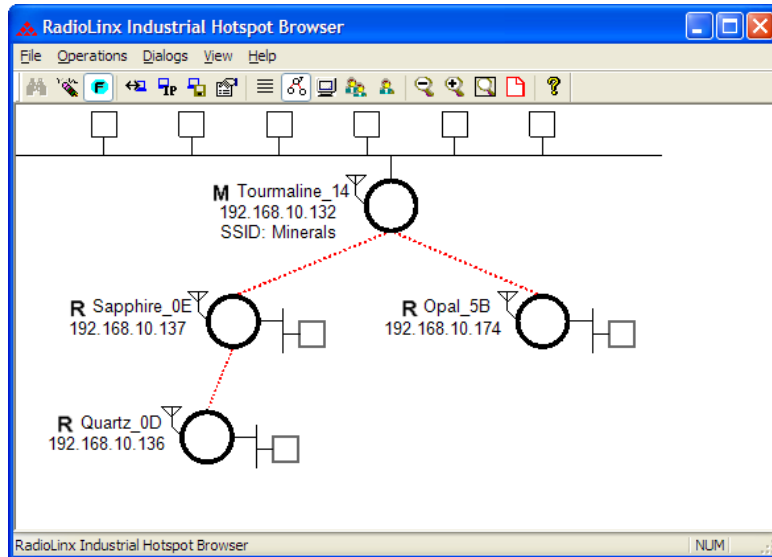 RadioLinx Industrial Hotspot Browser
File Operations Dialogs View Help
F IP ?
M Tourmaline_14
192.168.10.132
SSID: Minerals
R Sapphire_0E
192.168.10.137
R Opal_5B
192.168.10.174
R Quartz_0D
192.168.10.136
RadioLinx Industrial Hotspot Browser NUM